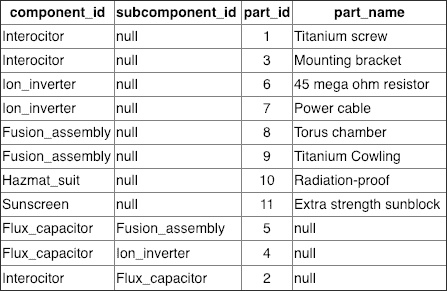 component_id subcomponent_id part_id part_name
Interocitor null 1 Titanium screw
Interocitor null 3 Mounting bracket
Ion_inverter null 6 45 mega ohm resistor
Ion_inverter null 7 Power cable
Fusion_assembly null 8 Torus chamber
Fusion_assembly null 9 Titanium Cowling
Hazmat_suit null 10 Radiation-proof
Sunscreen null 11 Extra strength sunblock
Flux_capacitor Fusion_assembly 5 null
Flux_capacitor Ion_inverter 4 null
Interocitor Flux_capacitor 2 null